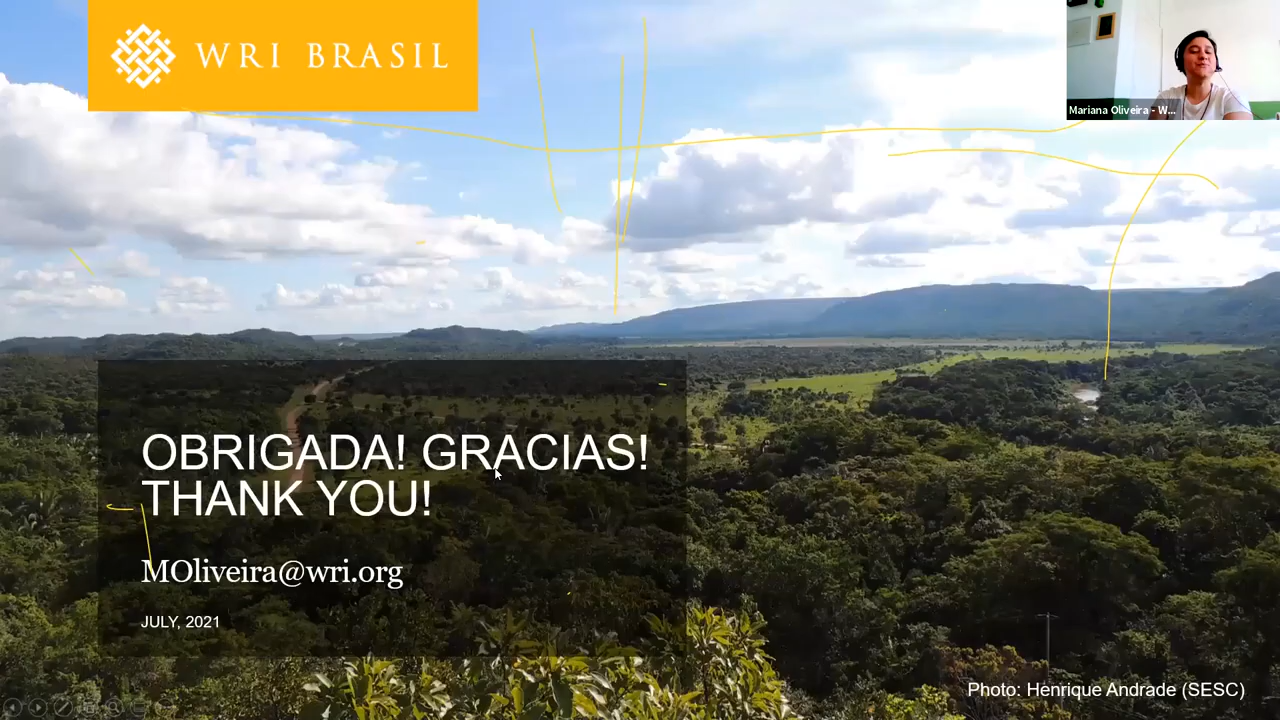 WRI BRASIL
Mariana Oliveira - W...
OBRIGADA! GRACIAS!
THANK YOU!
MOliveira@wri.org
JULY, 2021
Photo: Henrique Andrade (SESC)